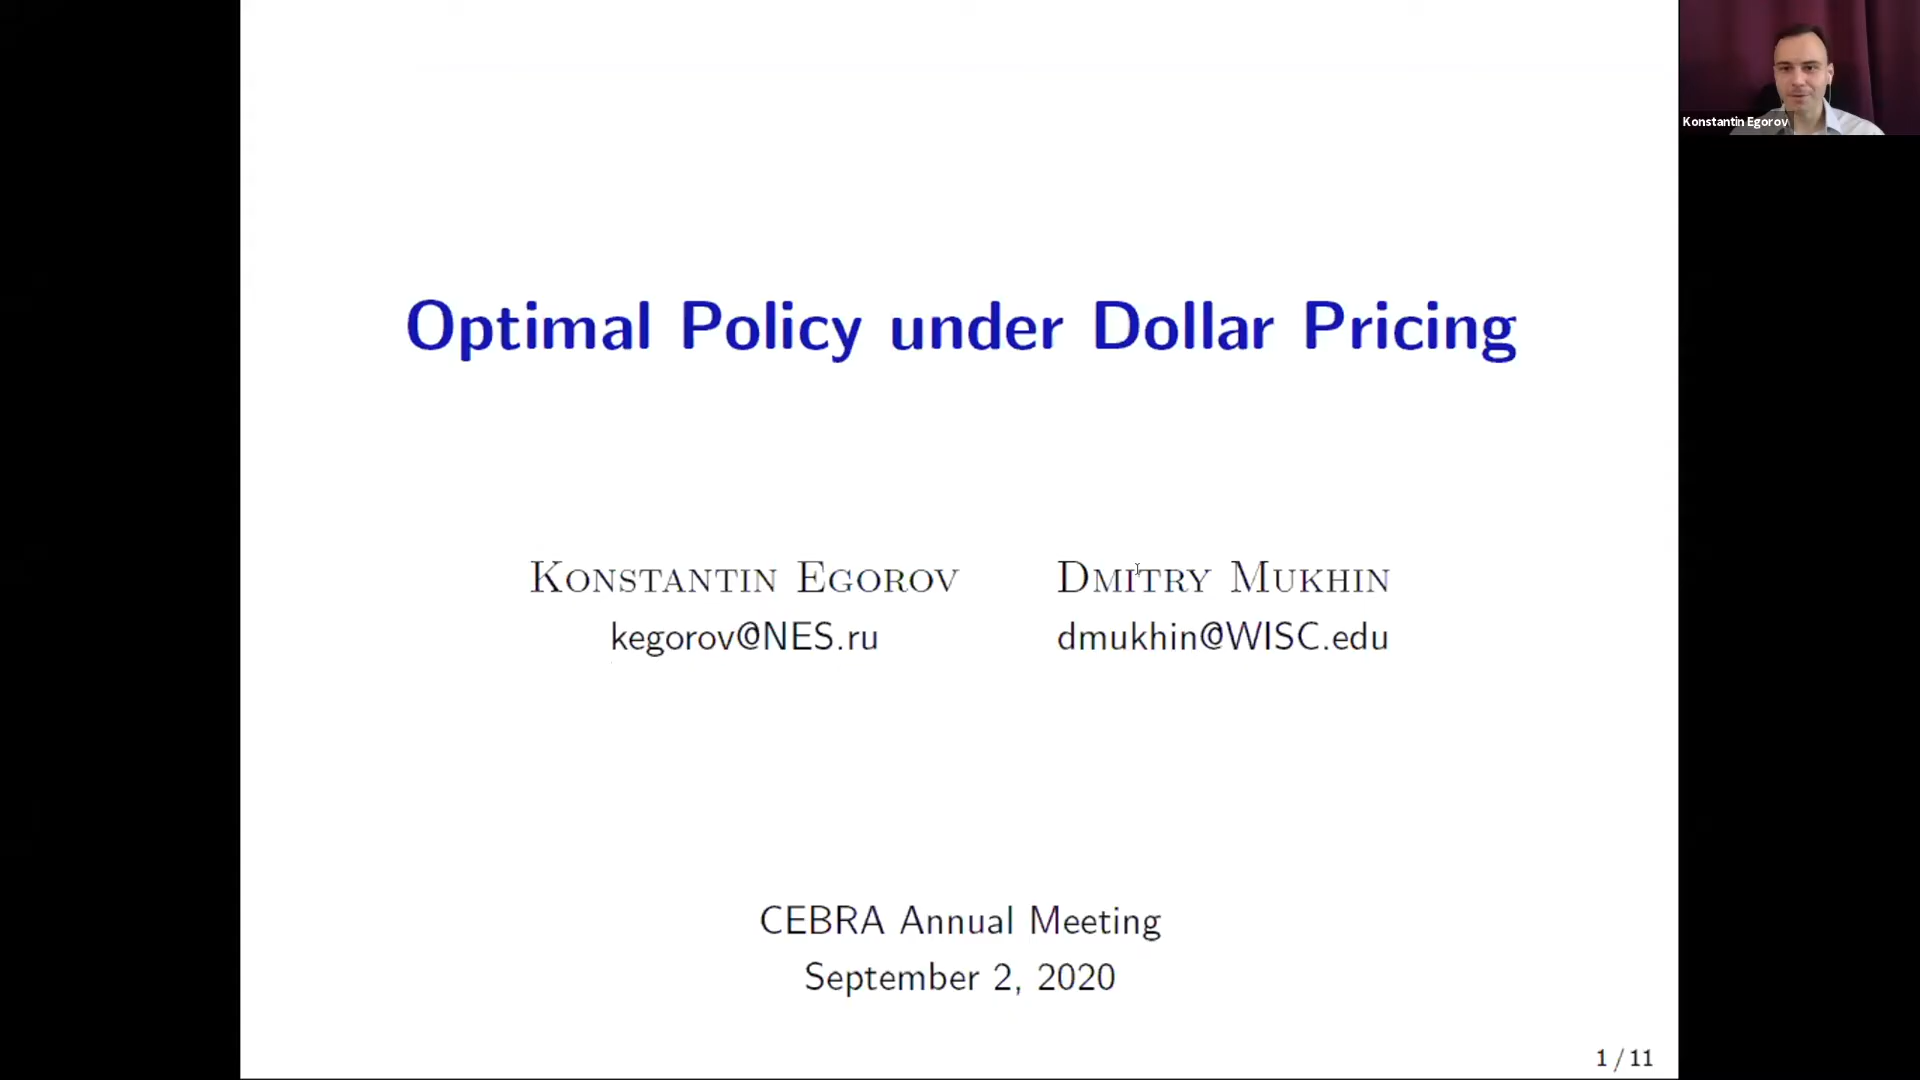 Optimal Policy under Dollar Pricing
Konstantin Egorov
Konstantin Egorov Dmitry Mukhin
kegorov@NES.ru dmukhin@WISC.edu
CEBRA Annual Meeting
September 2, 2020
1 / 11